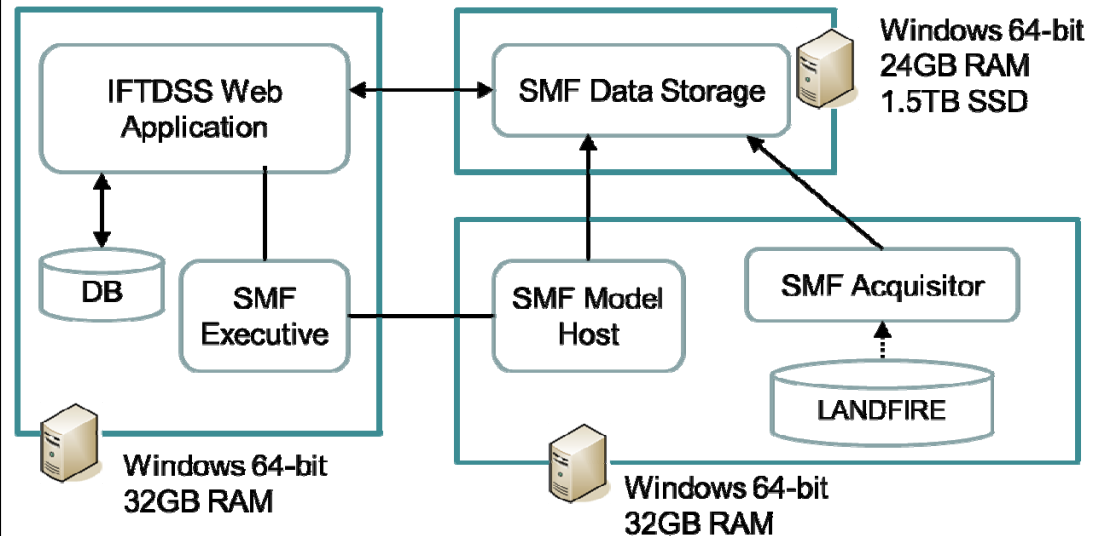 IFTDSS Web
Application
DB
SMF
Executive
Windows 64-bit
32GB RAM
SMF Data Storage
Windows 64-bit
24GB RAM
1.5TB SSD
SMF Model
Host
SMF Acquisitor
LANDFIRE
Windows 64-bit
32GB RAM